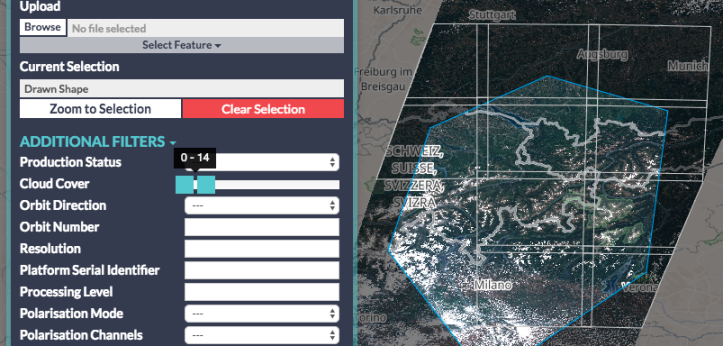 Upload
Browse No file selected
Select Feature
Current Selection
Drawn Shape
Zoom to Selection Clear Selection
ADDITIONAL FILTERS
Production Status
0 - 14
Cloud Cover
Orbit Direction ---
Orbit Number
Resolution
Platform Serial Identifier
Processing Level
Polarisation Mode ---
Polarisation Channels ---
Karlsruhe
Stuttgart
Augsburg
Munich
Freiburg im
Breisgau
SCHWEIZ,
SUISSE,
SVIZZERA,
SVIZRA
Milano
Verona
orino